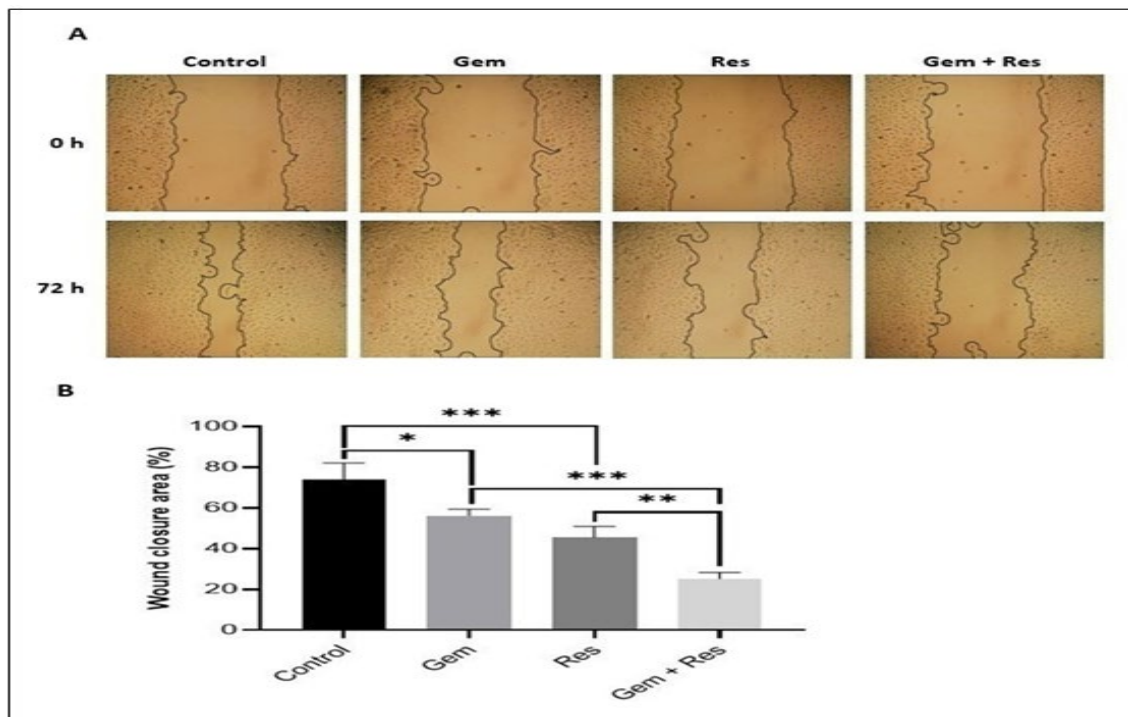 A
Control Gem Res Gem + Res
0 h
72 h
B
Wound closure area (%)
100
80
60
40
20
0
***
*
***
**
Control
Gem
Res
Gem + Res